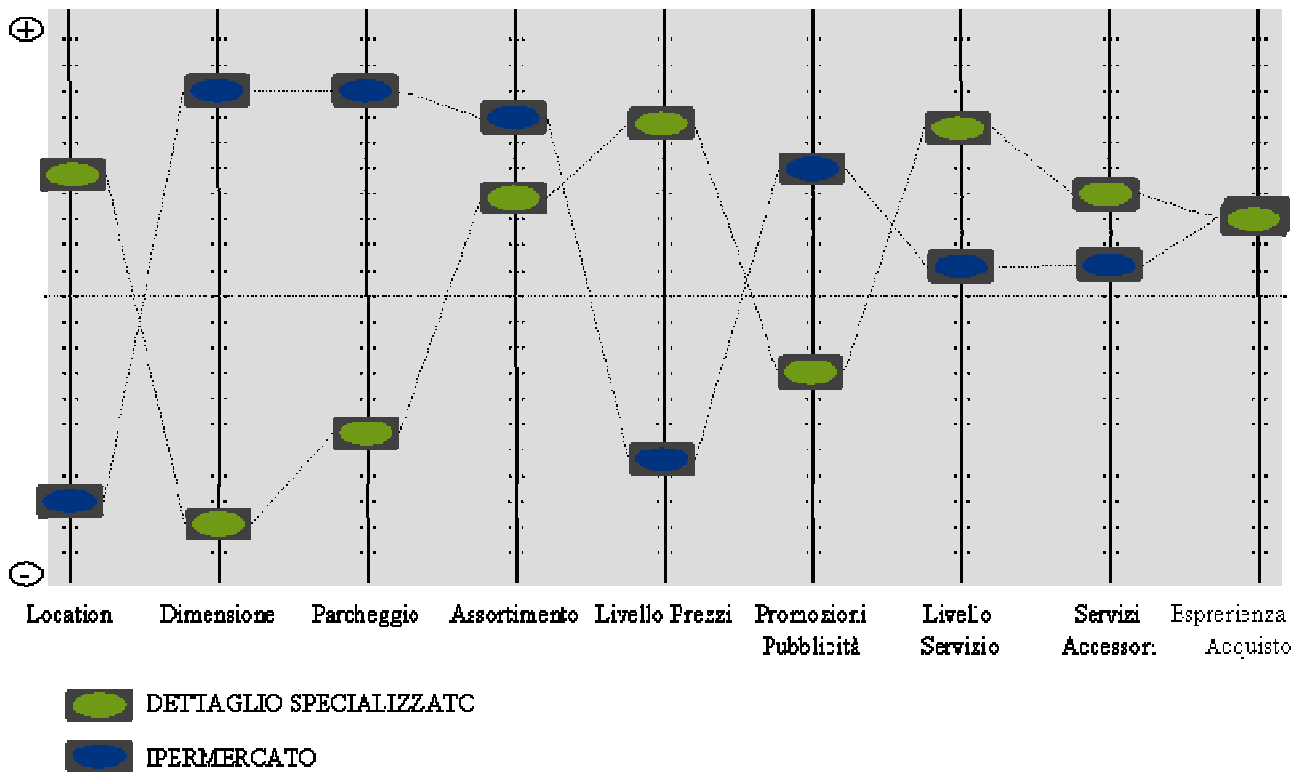 +
-
Location Dimensione Parcheggio Assortimento Livello Prezzi Promozioni Livello Servizi Esprerienza
Pubblicità Servizio Accessori Acquisto
DETTAGLIO SPECIALIZZATO
IPERMERCATO